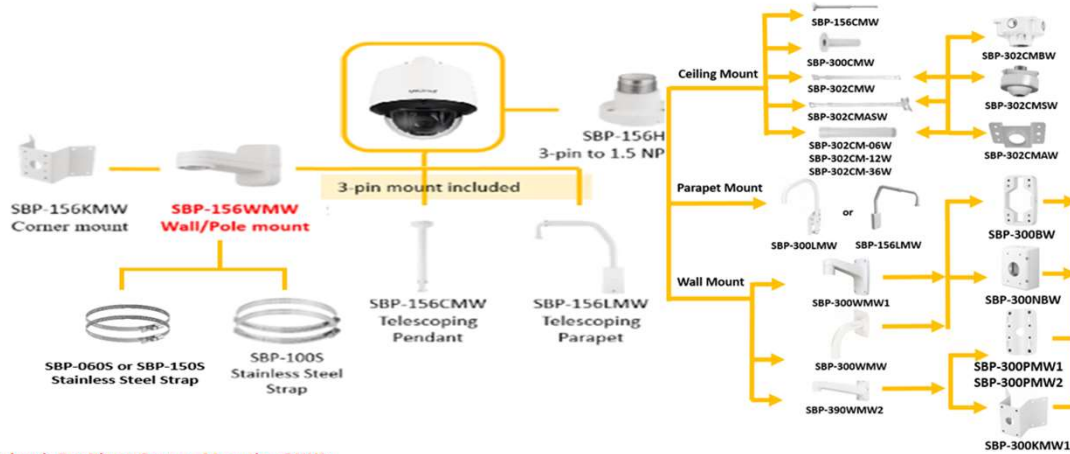 SBP-156KMW
Corner mount
SBP-156WMW
Wall/Pole mount
3-pin mount included
SBP-060S or SBP-150S
Stainless Steel Strap
SBP-100S
Stainless Steel
Strap
SBP-156CMW
Telescoping
Pendant
SBP-156LMW
Telescoping
Parapet
SBP-156H
3-pin to 1.5 NP
Ceiling Mount
SBP-156CMW
SBP-300CMW
SBP-302CMW
SBP-302CMASW
SBP-302CM-06W
SBP-302CM-12W
SBP-302CM-36W
SBP-302CMBW
SBP-302CMSW
SBP-302CMAW
Parapet Mount
SBP-300LMW
or
SBP-156LMW
Wall Mount
SBP-300WMW1
SBP-300WMW
SBP-390WMW2
SBP-300BW
SBP-300NBW
SBP-300PMW1
SBP-300PMW2
SBP-300KMW1